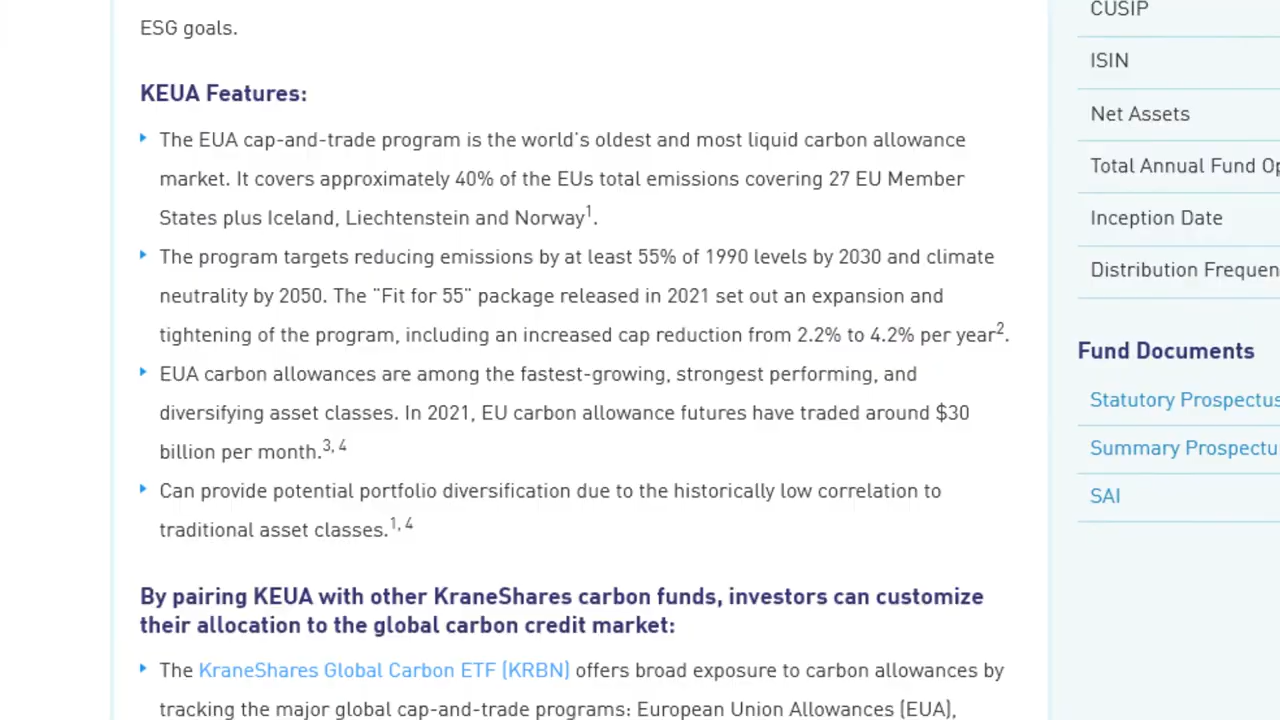 ESG goals.
KEUA Features:
The EUA cap-and-trade program is the world's oldest and most liquid carbon allowance
market. It covers approximately 40% of the EUs total emissions covering 27 EU Member
States plus Iceland, Liechtenstein and Norway1.
The program targets reducing emissions by at least 55% of 1990 levels by 2030 and climate
neutrality by 2050. The "Fit for 55" package released in 2021 set out an expansion and
tightening of the program, including an increased cap reduction from 2.2% to 4.2% per year2.
EUA carbon allowances are among the fastest-growing, strongest performing, and
diversifying asset classes. In 2021, EU carbon allowance futures have traded around $30
billion per month.3, 4
Can provide potential portfolio diversification due to the historically low correlation to
traditional asset classes.1, 4
By pairing KEUA with other KraneShares carbon funds, investors can customize
their allocation to the global carbon credit market:
The KraneShares Global Carbon ETF (KRBN) offers broad exposure to carbon allowances by
tracking the major global cap-and-trade programs: European Union Allowances (EUA),
CUSIP
ISIN
Net Assets
Total Annual Fund Op
Inception Date
Distribution Frequen
Fund Documents
Statutory Prospectus
Summary Prospectu
SAI